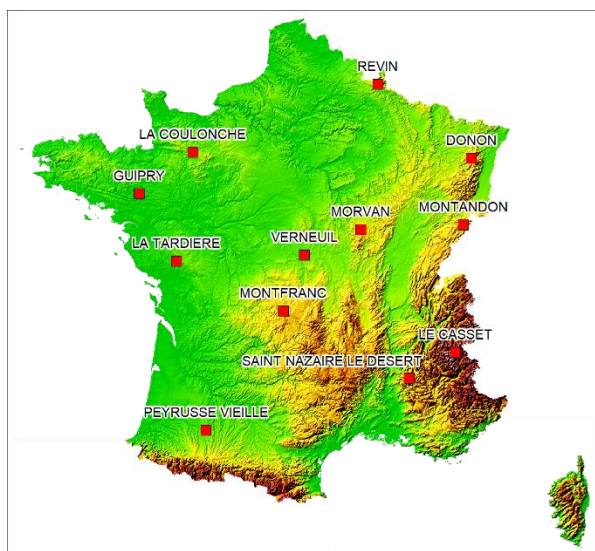 REVIN
LA COULONCHE
DONON
GUIPRY
MORVAN
MONTANDON
LA TARDIERE
VERNEUIL
MONTFRANC
LE CASSET
SAINT NAZAIRE LE DESERT
PEYRUSSE VIEILLE